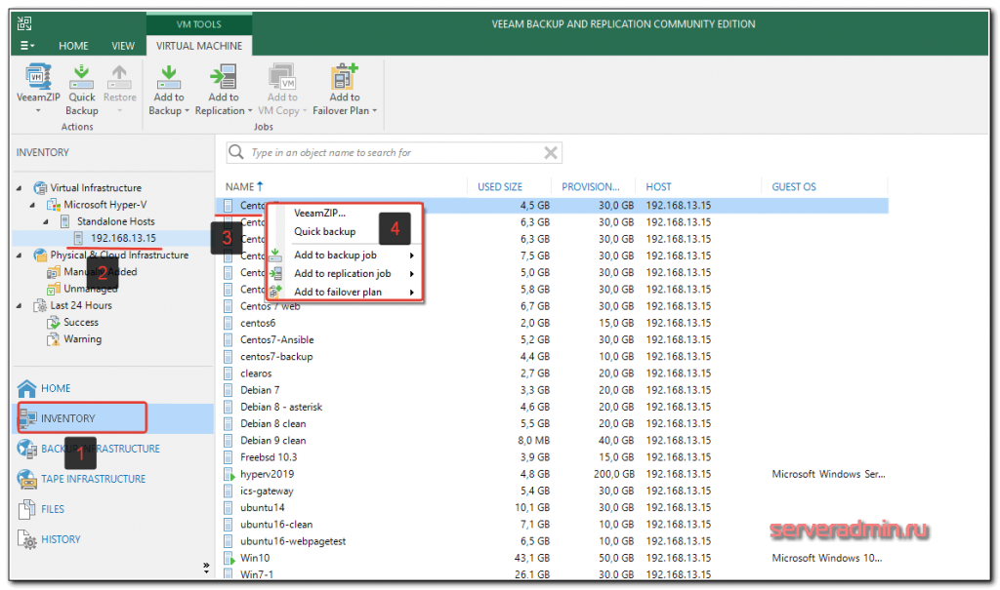 VM TOOLS
VEEAM BACKUP AND REPLICATION COMMUNITY EDITION
HOME VIEW VIRTUAL MACHINE
VeeamZIP Quick Backup Restore Add to Backup Add to Replication Add to VM Copy Add to Failover Plan
Actions Jobs
INVENTORY
Type in an object name to search for
Virtual Infrastructure
Microsoft Hyper-V
Standalone Hosts
192.168.13.15
Physical & Cloud Infrastructure
Added
Unmanaged
Last 24 Hours
Success
Warning
HOME
INVENTORY
INFRASTRUCTURE
TAPE INFRASTRUCTURE
FILES
HISTORY
1
2
3
4
NAME USED SIZE PROVISION... HOST GUEST OS
4,5 GB 30,0 GB 192.168.13.15
6,3 GB 30,0 GB 192.168.13.15
6,3 GB 30,0 GB 192.168.13.15
7,5 GB 30,0 GB 192.168.13.15
5,0 GB 30,0 GB 192.168.13.15
5,8 GB 30,0 GB 192.168.13.15
Centos 7 web 6,7 GB 30,0 GB 192.168.13.15
centos6 2,0 GB 15,0 GB 192.168.13.15
Centos7-Ansible 5,2 GB 30,0 GB 192.168.13.15
centos7-backup 4,4 GB 10,0 GB 192.168.13.15
clearos 2,7 GB 20,0 GB 192.168.13.15
Debian 7 3,3 GB 20,0 GB 192.168.13.15
Debian 8 - asterisk 4,6 GB 20,0 GB 192.168.13.15
Debian 8 clean 5,5 GB 20,0 GB 192.168.13.15
Debian 9 clean 8,0 MB 40,0 GB 192.168.13.15
Freebsd 10.3 3,9 GB 15,0 GB 192.168.13.15
hyperv2019 4,8 GB 200,0 GB 192.168.13.15 Microsoft Windows Ser...
ics-gateway 5,4 GB 30,0 GB 192.168.13.15
ubuntu14 10,1 GB 30,0 GB 192.168.13.15
ubuntu16-clean 7,1 GB 10,0 GB 192.168.13.15
ubuntu16-webpagetest 6,5 GB 10,0 GB 192.168.13.15
Win10 43,1 GB 50,0 GB 192.168.13.15 Microsoft Windows 10...
Win7-1 26,1 GB 30,0 GB 192.168.13.15
VeeamZIP...
Quick backup
Add to backup job
Add to replication job
Add to failover plan
serveradmin.ru